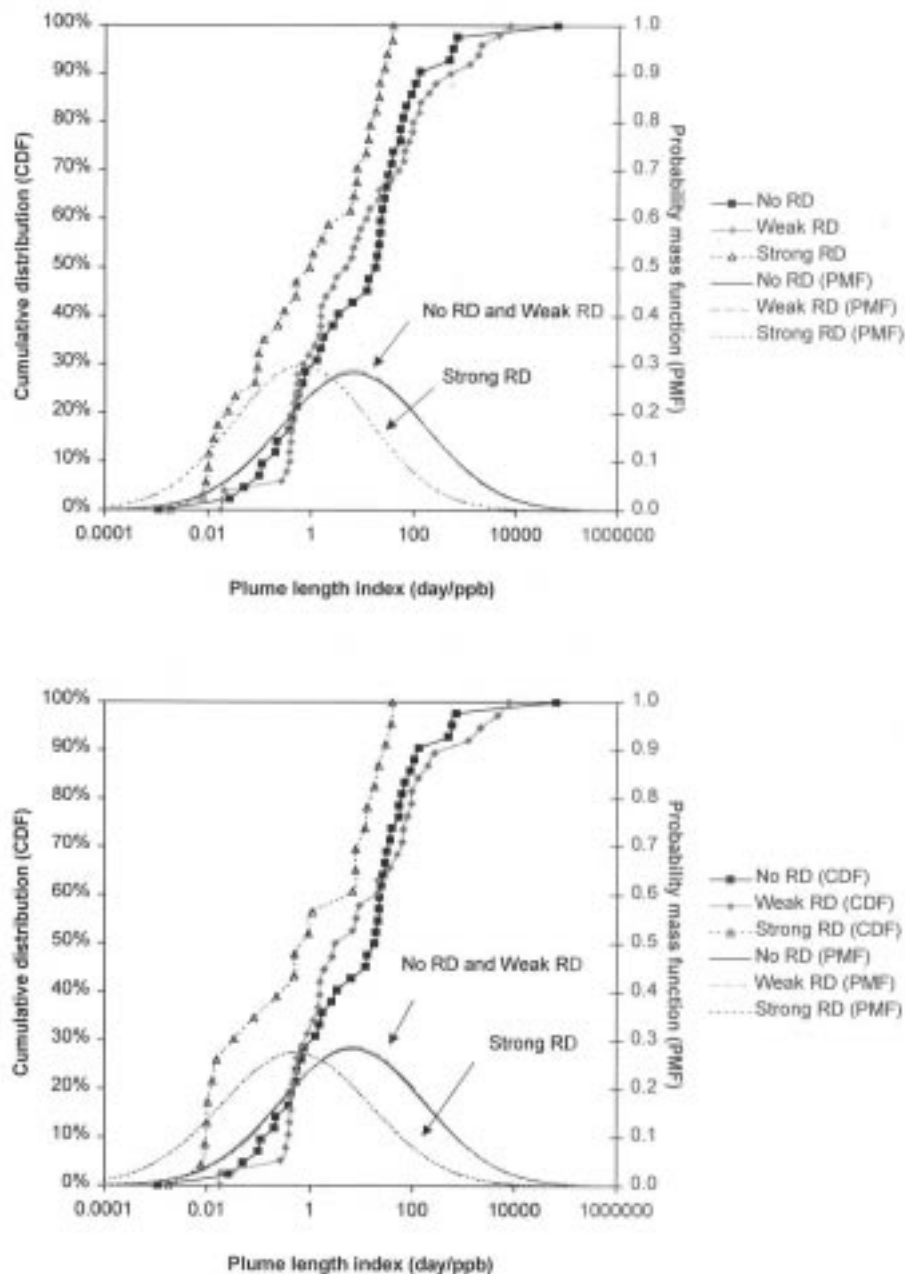 100%
90%
80%
70%
60%
50%
40%
30%
20%
10%
0%
Cumulative distribution (CDF)
1.0
0.9
0.8
0.7
0.6
0.5
0.4
0.3
0.2
0.1
0.0
Probability mass function (PMF)
No RD and Weak RD
Strong RD
0.0001
0.01
1
100
10000
1000000
Plume length index (day/ppb)
No RD
Weak RD
Strong RD
No RD (PMF)
Weak RD (PMF)
Strong RD (PMF)
100%
90%
80%
70%
60%
50%
40%
30%
20%
10%
0%
Cumulative distribution (CDF)
1.0
0.9
0.8
0.7
0.6
0.5
0.4
0.3
0.2
0.1
0.0
Probability mass function (PMF)
No RD and Weak RD
Strong RD
0.0001
0.01
1
100
10000
1000000
Plume length index (day/ppb)
No RD (CDF)
Weak RD (CDF)
Strong RD (CDF)
No RD (PMF)
Weak RD (PMF)
Strong RD (PMF)